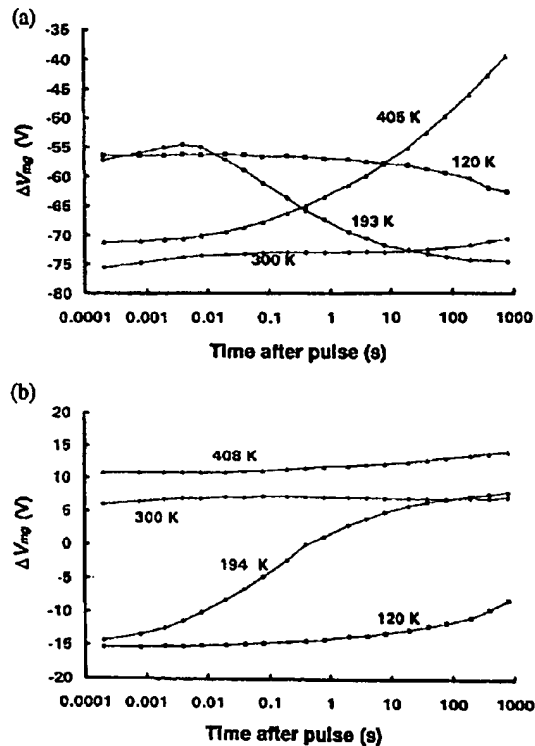 (a)
-35
-40
-45
-50
-55
-60
-65
-70
-75
-80
ΔVmg (V)
405 K
120 K
193 K
300 K
0.0001 0.001 0.01 0.1 1 10 100 1000
Time after pulse (s)
(b)
20
15
10
5
0
-5
-10
-15
-20
ΔVmg (V)
408 K
300 K
194 K
120 K
0.0001 0.001 0.01 0.1 1 10 100 1000
Time after pulse (s)